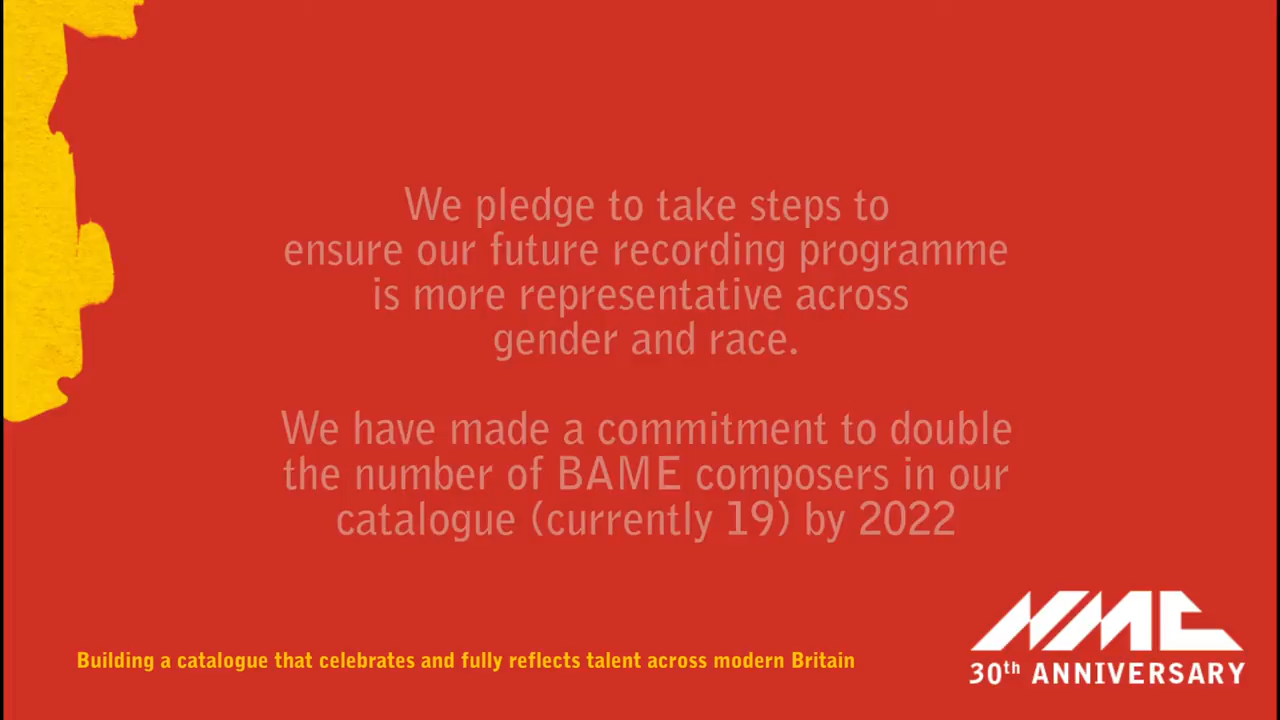 We pledge to take steps to
ensure our future recording programme
is more representative across
gender and race.
We have made a commitment to double
the number of BAME composers in our
catalogue (currently 19) by 2022
Building a catalogue that celebrates and fully reflects talent across modern Britain
NMC
30th ANNIVERSARY